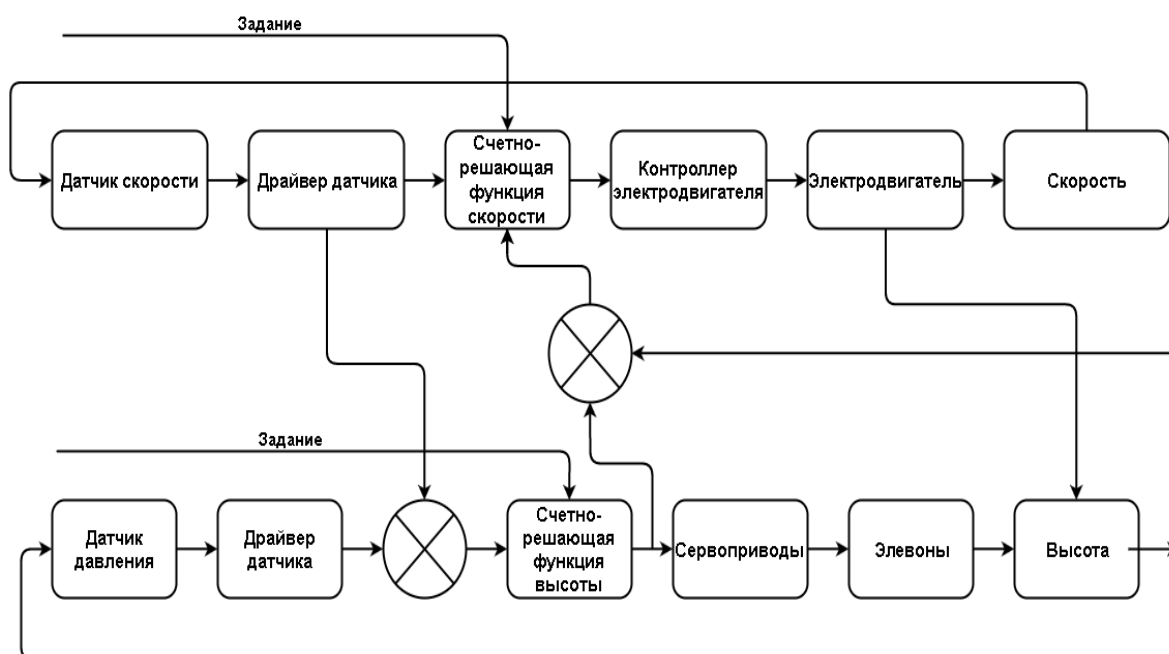 Задание
Датчик скорости
Драйвер датчика
Счетно-
решающая
функция
скорости
Контроллер
электродвигателя
Электродвигатель
Скорость
Задание
Датчик
давления
Драйвер
датчика
Счетно-
решающая
функция
высоты
Сервоприводы
Элевоны
Высота